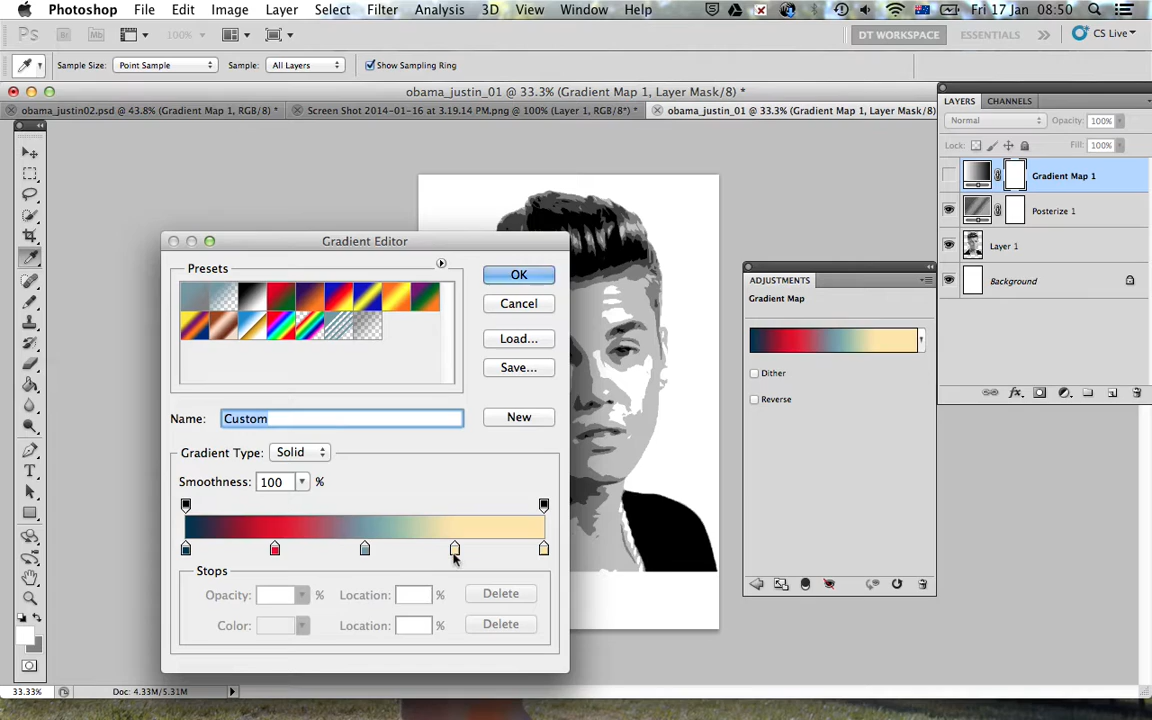 Photoshop File Edit Image Layer Select Filter Analysis 3D View Window Help Fri 17 Jan 08:50
Ps Br Mb 100% DT WORKSPACE ESSENTIALS CS Live
Sample Size: Point Sample Sample: All Layers Show Sampling Ring
obama_justin_01 @ 33.3% (Gradient Map 1, Layer Mask/8) *
obama_justin02.psd @ 43.8% (Gradient Map 1, RGB/8) * Screen Shot 2014-01-16 at 3.19.14 PM.png @ 100% (Layer 1, RGB/8*) * obama_justin_01 @ 33.3% (Gradient Map 1, Layer Mask/8)
LAYERS CHANNELS
Normal Opacity: 100%
Lock: Fill: 100%
Gradient Map 1
Posterize 1
Layer 1
Background
Gradient Editor
Presets
OK
Cancel
Load...
Save...
Name: Custom New
Gradient Type: Solid
Smoothness: 100 %
Stops
Opacity: % Location: % Delete
Color: Location: % Delete
ADJUSTMENTS
Gradient Map
Dither
Reverse
33.33% Doc: 4.33M/5.31M